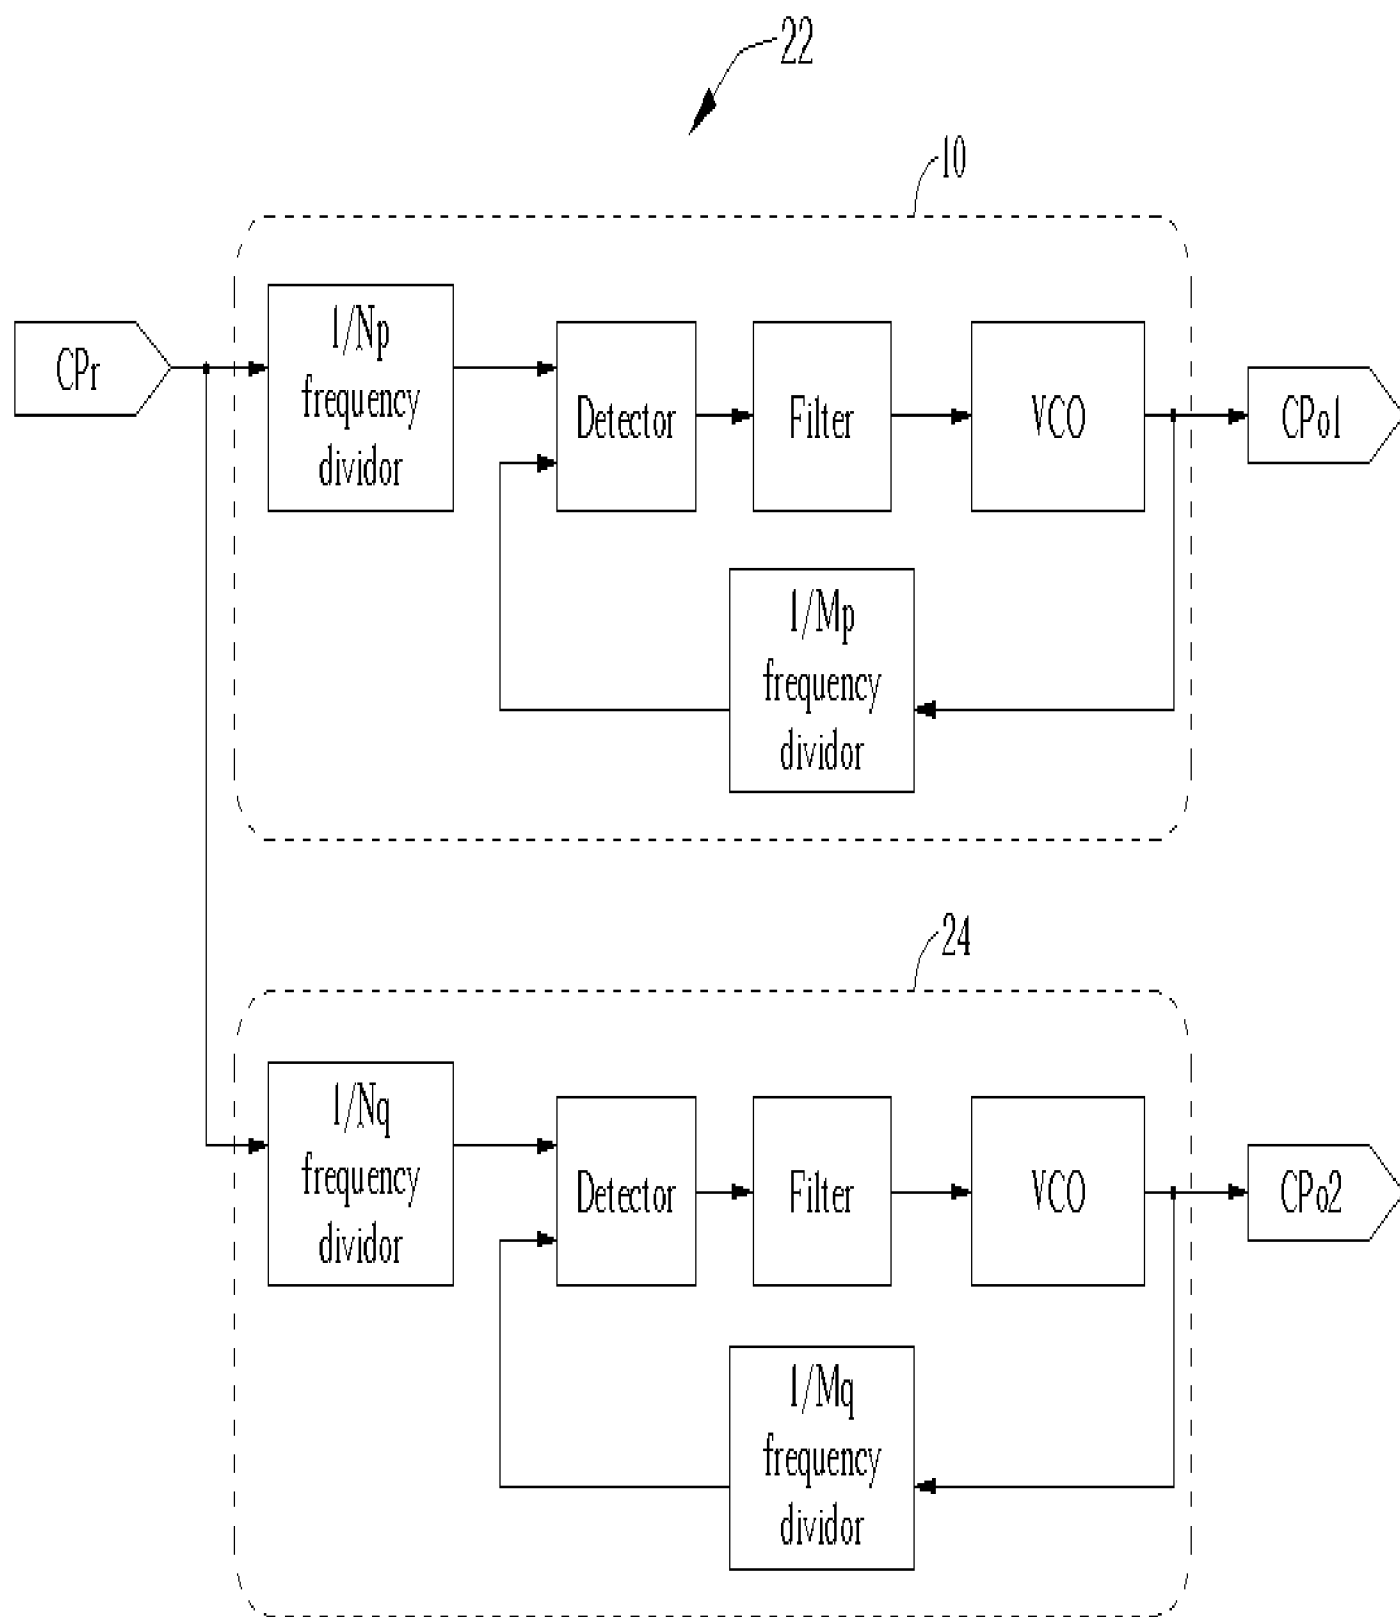 22
10
CPr
1/Np
frequency
dividor
Detector
Filter
VCO
CPo1
1/Mp
frequency
dividor
24
1/Nq
frequency
dividor
Detector
Filter
VCO
CPo2
1/Mq
frequency
dividor